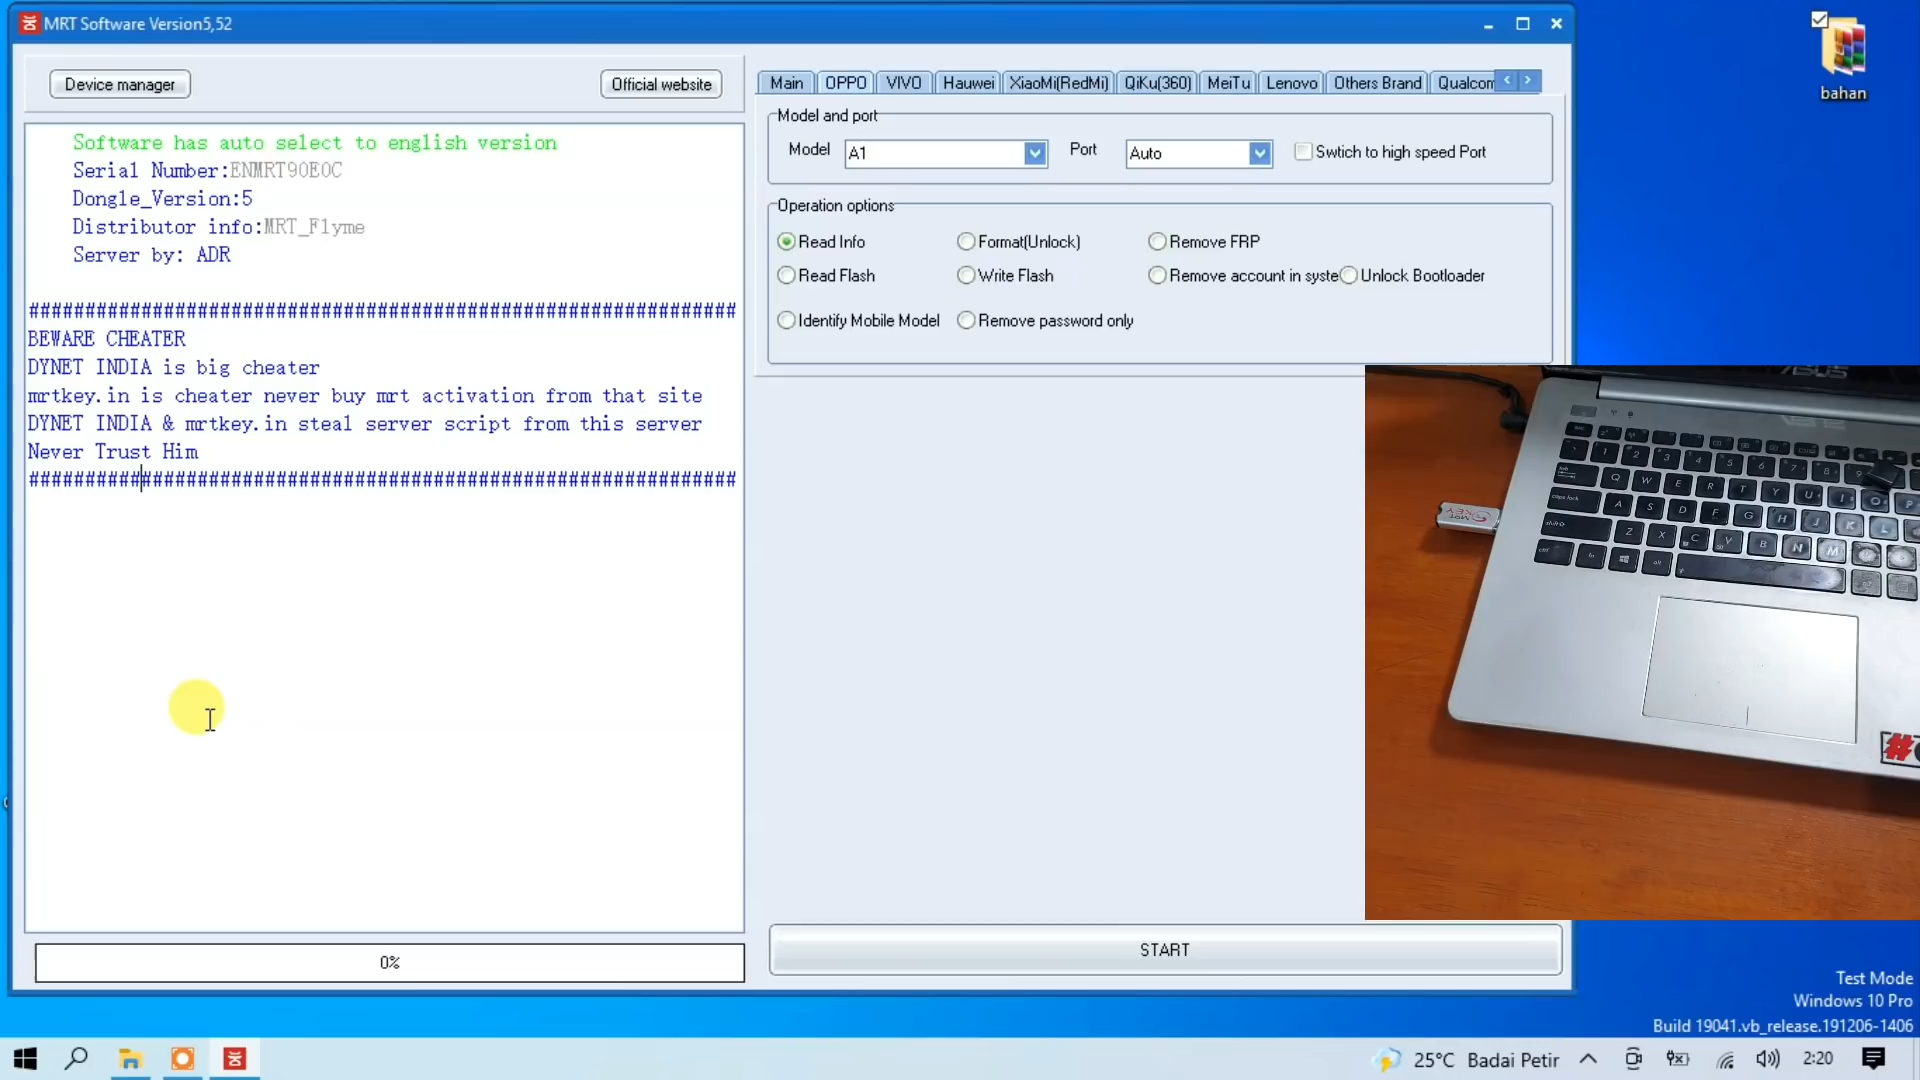 MRT Software Version5,52
bahan
Device manager
Official website
Main OPPO VIVO Hauwei XiaoMi(RedMi) QiKu(360) MeiTu Lenovo Others Brand Qualcom
Software has auto select to english version
Serial Number:ENMRT90E0C
Dongle_Version:5
Distributor info:MRT_Flyme
Server by: ADR
###############################################################
BEWARE CHEATER
DYNET INDIA is big cheater
mrtkey.in is cheater never buy mrt activation from that site
DYNET INDIA & mrtkey.in steal server script from this server
Never Trust Him
###############################################################
Model and port
Model A1 Port Auto Swtich to high speed Port
Operation options
Read Info Format(Unlock) Remove FRP
Read Flash Write Flash Remove account in syste Unlock Bootloader
Identify Mobile Model Remove password only
ASUS
MRT KEY
0%
START
Test Mode
Windows 10 Pro
Build 19041.vb_release.191206-1406
25°C Badai Petir 2:20